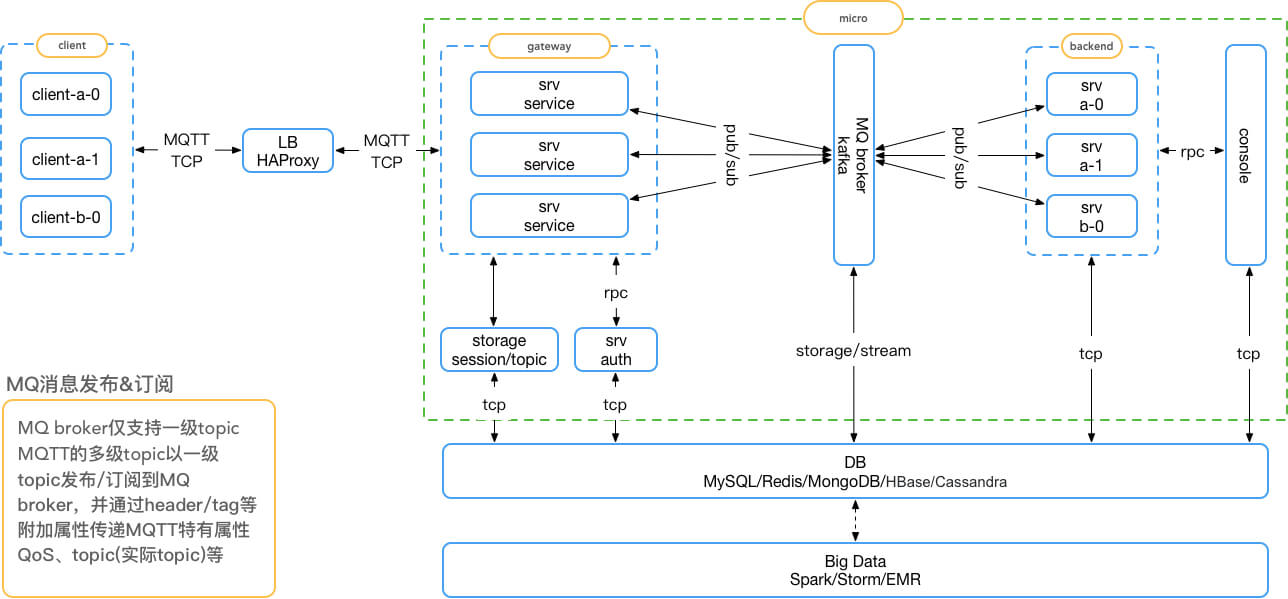 micro
client
client-a-0
client-a-1
client-b-0
MQTT
TCP
LB
HAProxy
MQTT
TCP
gateway
srv
service
srv
service
srv
service
pub/sub
MQ broker
kafka
pub/sub
backend
srv
a-0
srv
a-1
srv
b-0
rpc
console
rpc
storage
session/topic
srv
auth
storage/stream
tcp
tcp
tcp
tcp
MQ消息发布&订阅
MQ broker仅支持一级topic
MQTT的多级topic以一级
topic发布/订阅到MQ
broker，并通过header/tag等
附加属性传递MQTT特有属性
QoS、topic(实际topic)等
DB
MySQL/Redis/MongoDB/HBase/Cassandra
Big Data
Spark/Storm/EMR